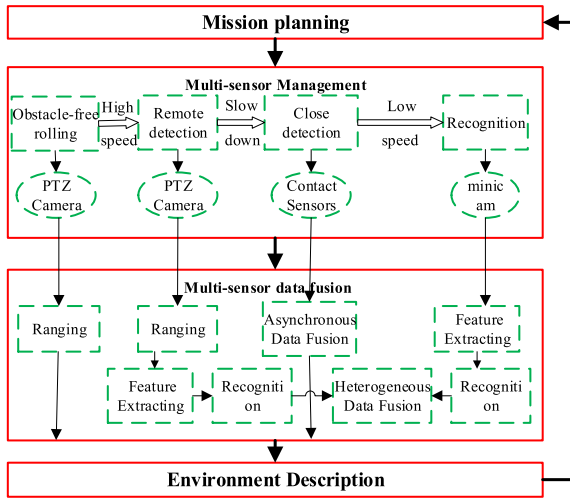 Mission planning
Multi-sensor Management
Obstacle-free
rolling
High
speed
Remote
detection
Slow
down
Close
detection
Low
speed
Recognition
PTZ
Camera
PTZ
Camera
Contact
Sensors
minic
am
Multi-sensor data fusion
Ranging
Ranging
Asynchronous
Data Fusion
Feature
Extracting
Feature
Extracting
Recogniti
on
Heterogeneous
Data Fusion
Recogniti
on
Environment Description